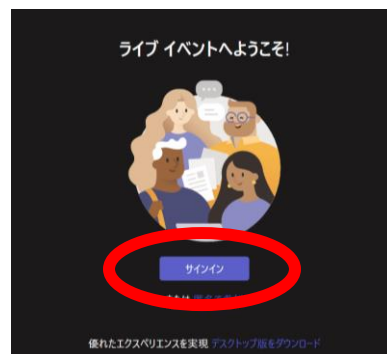 ライブ イベントへようこそ!
サインイン
優れたエクスペリエンスを実現 デスクトップ版をダウンロード